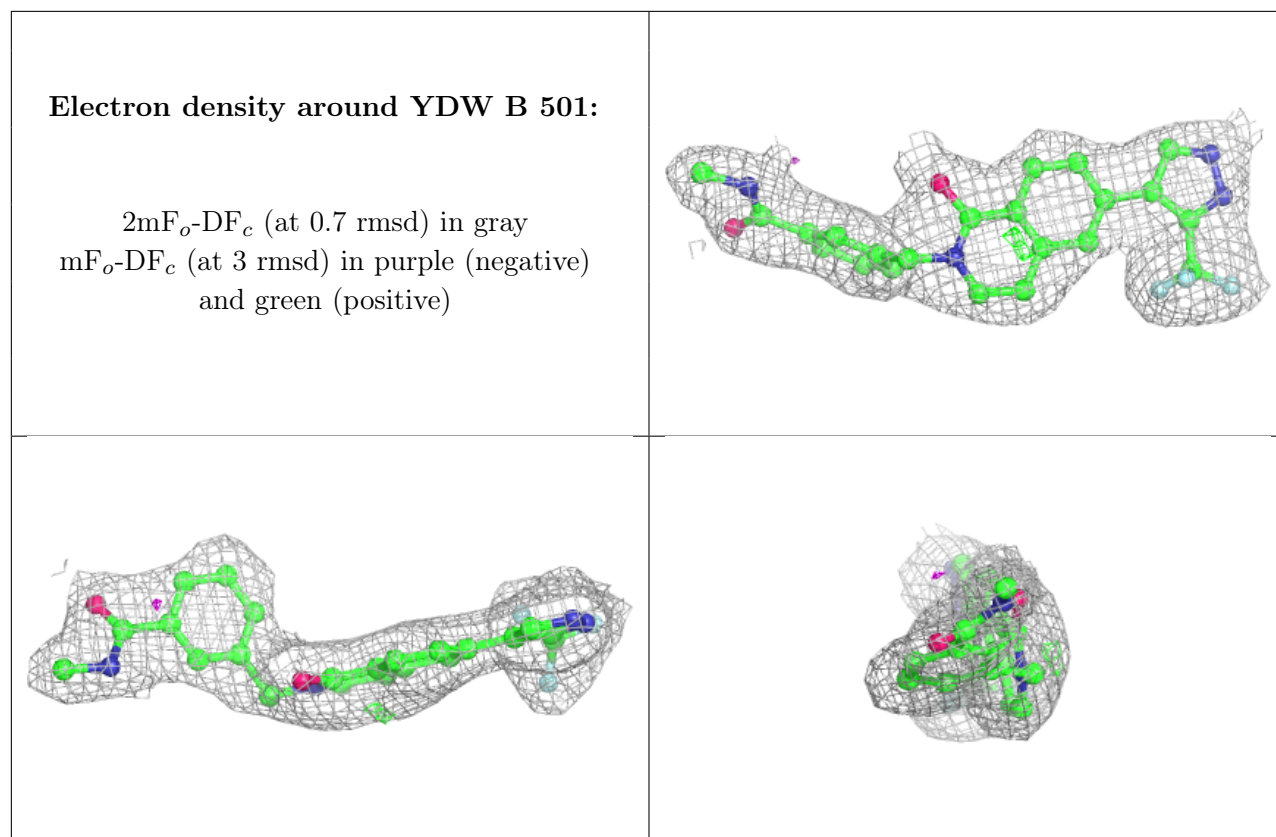 Electron density around YDW B 501:
2mFₒ-DF𝒸 (at 0.7 rmsd) in gray
mFₒ-DF𝒸 (at 3 rmsd) in purple (negative)
and green (positive)